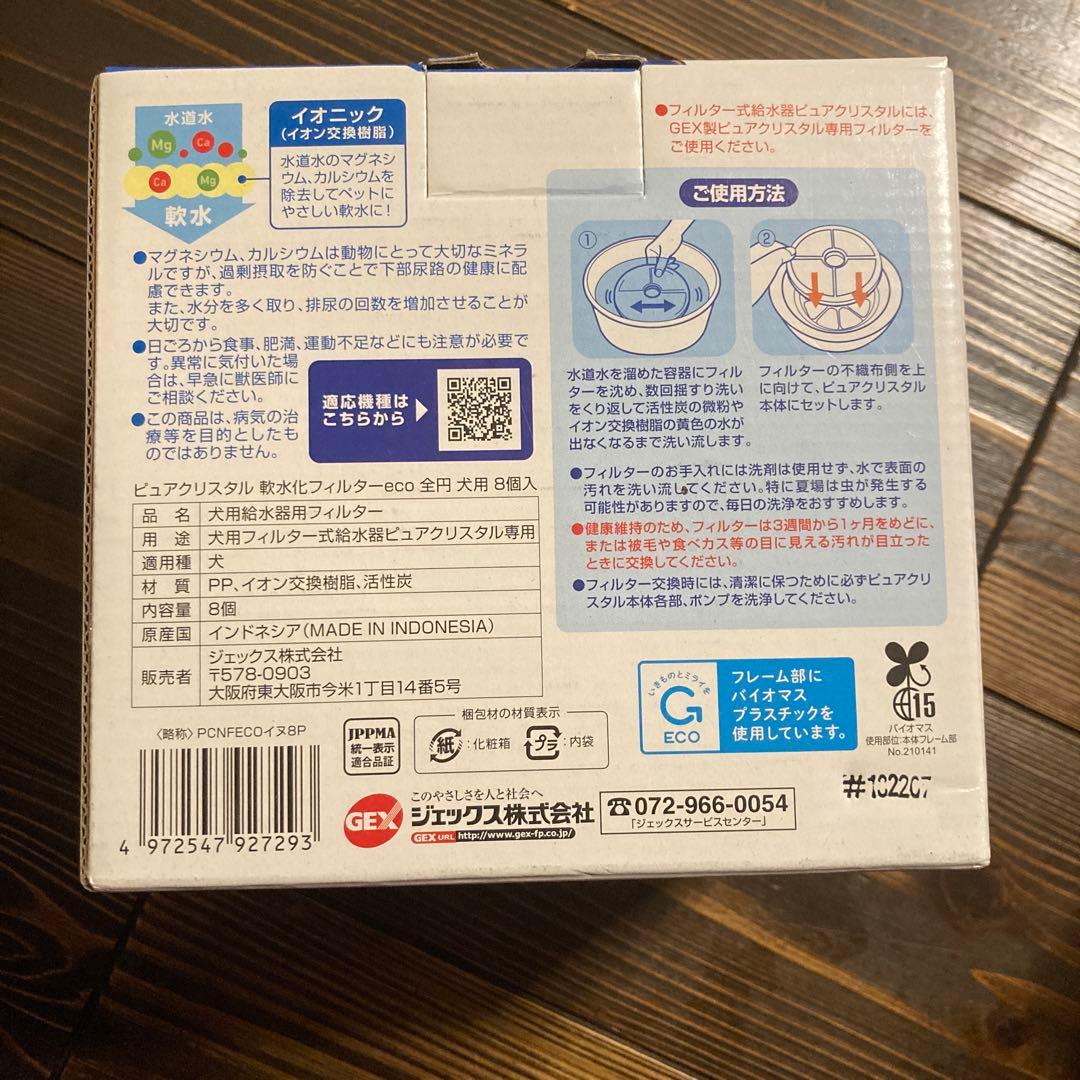 水道水
Mg
Ca
Ca
Mg
軟水
イオニック
(イオン交換樹脂)
水道水のマグネシ
ウム、カルシウムを
除去してペットに
やさしい軟水に!
●マグネシウム、カルシウムは動物にとって大切なミネラ
ルですが、過剰摂取を防ぐことで下部尿路の健康に配
慮できます。
また、水分を多く取り、排尿の回数を増加させることが
大切です。
●日ごろから食事、肥満、運動不足などにも注意が必要で
す。異常に気付いた場
合は、早急に獣医師に
ご相談ください。
●この商品は、病気の治
療等を目的としたも
のではありません。
適応機種は
こちらから
ピュアクリスタル 軟水化フィルターeco 全円 犬用 8個入
品 名 犬用給水器用フィルター
用 途 犬用フィルター式給水器ピュアクリスタル専用
適用種 犬
材 質 PP、イオン交換樹脂、活性炭
内容量 8個
原産国 インドネシア(MADE IN INDONESIA)
販売者 ジェックス株式会社
〒578-0903
大阪府東大阪市今米1丁目14番5号
〈略称〉PCNFECOイヌ8P
4 972547 927293
JPPMA
統一表示
適合品証
梱包材の材質表示
紙:化粧箱
プラ:内袋
GEX
このやさしさを人と社会へ
ジェックス株式会社
GEX URL http://www.gex-fp.co.jp/
☎072-966-0054
「ジェックスサービスセンター」
●フィルター式給水器ピュアクリスタルには、
GEX製ピュアクリスタル専用フィルターを
ご使用ください。
ご使用方法
①
②
水道水を溜めた容器にフィル
ターを沈め、数回揺すり洗い
をくり返して活性炭の微粉や
イオン交換樹脂の黄色の水が
出なくなるまで洗い流します。
フィルターの不織布側を上
に向けて、ピュアクリスタル
本体にセットします。
●フィルターのお手入れには洗剤は使用せず、水で表面の
汚れを洗い流してください。特に夏場は虫が発生する
可能性がありますので、毎日の洗浄をおすすめします。
●健康維持のため、フィルターは3週間から1ヶ月をめどに、
または被毛や食べカス等の目に見える汚れが目立った
ときに交換してください。
●フィルター交換時には、清潔に保つために必ずピュアクリ
スタル本体各部、ポンプを洗浄してください。
いきものとミライを
ECO
フレーム部に
バイオマス
プラスチックを
使用しています。
15
バイオマス
使用部位:本体フレーム部
No.210141
#102207